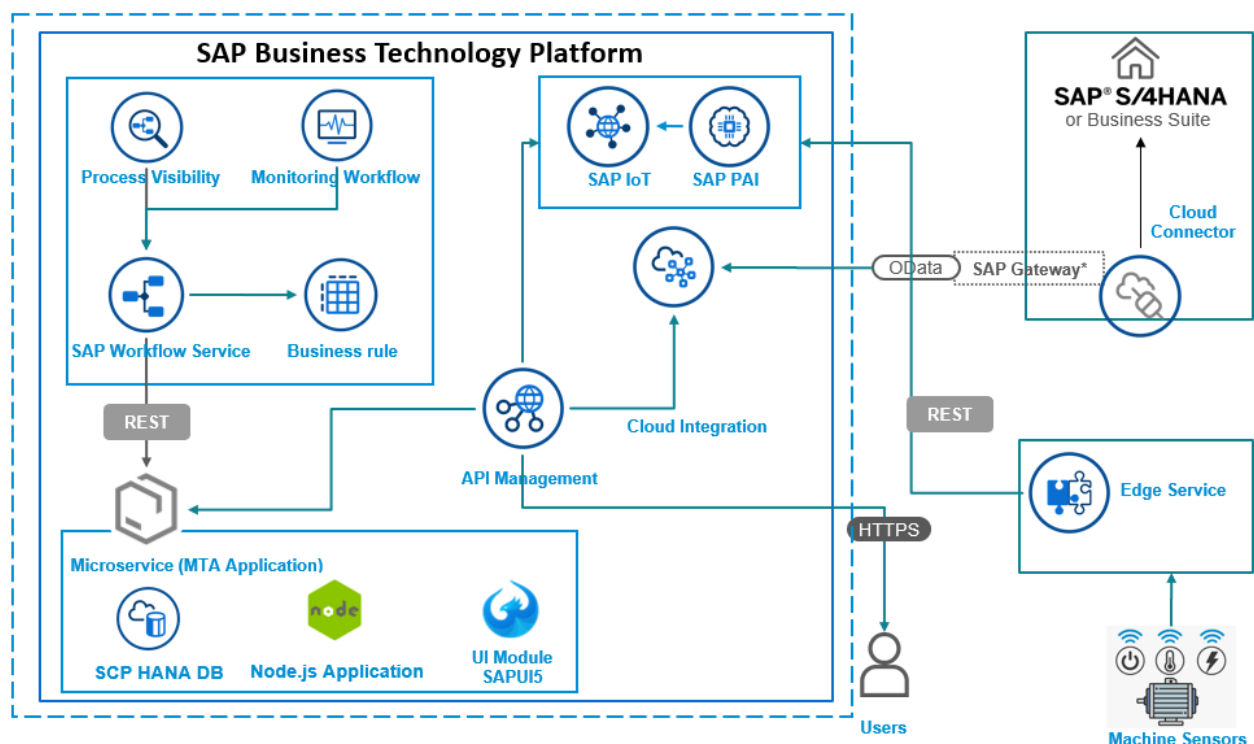 SAP Business Technology Platform
SAP® S/4HANA
or Business Suite
Process Visibility
Monitoring Workflow
SAP IoT
SAP PAI
Cloud
Connector
OData
SAP Gateway*
SAP Workflow Service
Business rule
REST
REST
Cloud Integration
API Management
Edge Service
HTTPS
Microservice (MTA Application)
node
SCP HANA DB
Node.js Application
UI Module
SAPUI5
Users
Machine Sensors